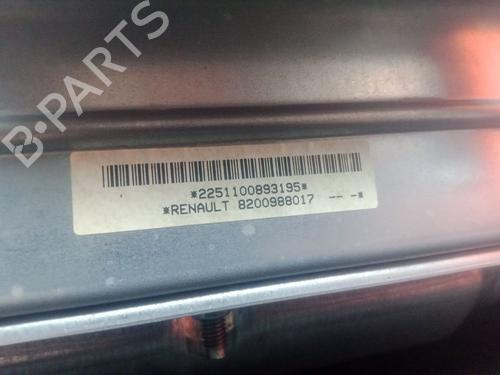 B-PARTS
*2251100893195*
*RENAULT 8200988017 -- -*